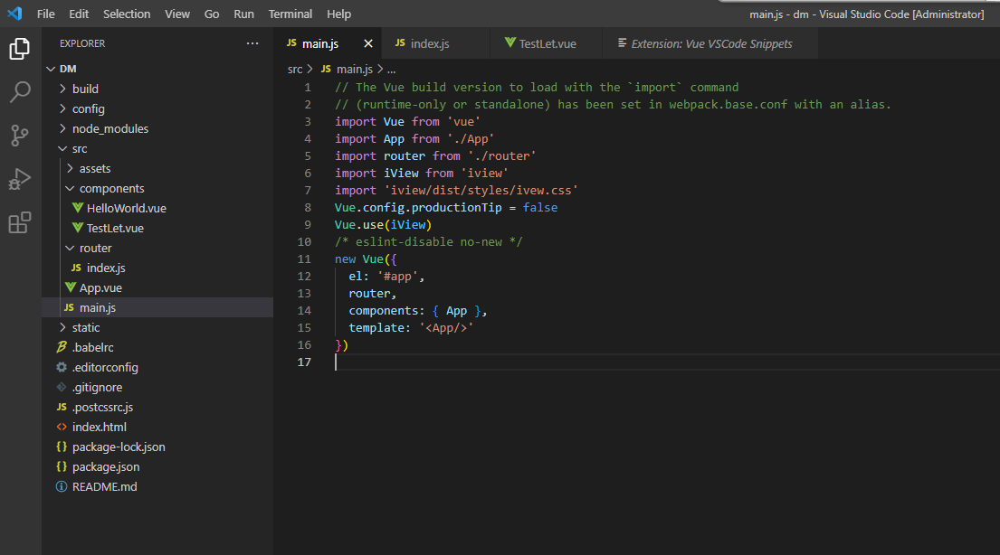 File Edit Selection View Go Run Terminal Help main.js - dm - Visual Studio Code [Administrator]
EXPLORER ...
DM
build
config
node_modules
src
assets
components
HelloWorld.vue
TestLet.vue
router
JS index.js
App.vue
JS main.js
static
.babelrc
.editorconfig
.gitignore
JS .postcssrc.js
<> index.html
{} package-lock.json
{} package.json
README.md
JS main.js × JS index.js TestLet.vue Extension: Vue VSCode Snippets
src > JS main.js > ...
1 // The Vue build version to load with the `import` command
2 // (runtime-only or standalone) has been set in webpack.base.conf with an alias.
3 import Vue from 'vue'
4 import App from './App'
5 import router from './router'
6 import iView from 'iview'
7 import 'iview/dist/styles/ivew.css'
8 Vue.config.productionTip = false
9 Vue.use(iView)
10 /* eslint-disable no-new */
11 new Vue({
12 el: '#app',
13 router,
14 components: { App },
15 template: '<App/>'
16 })
17